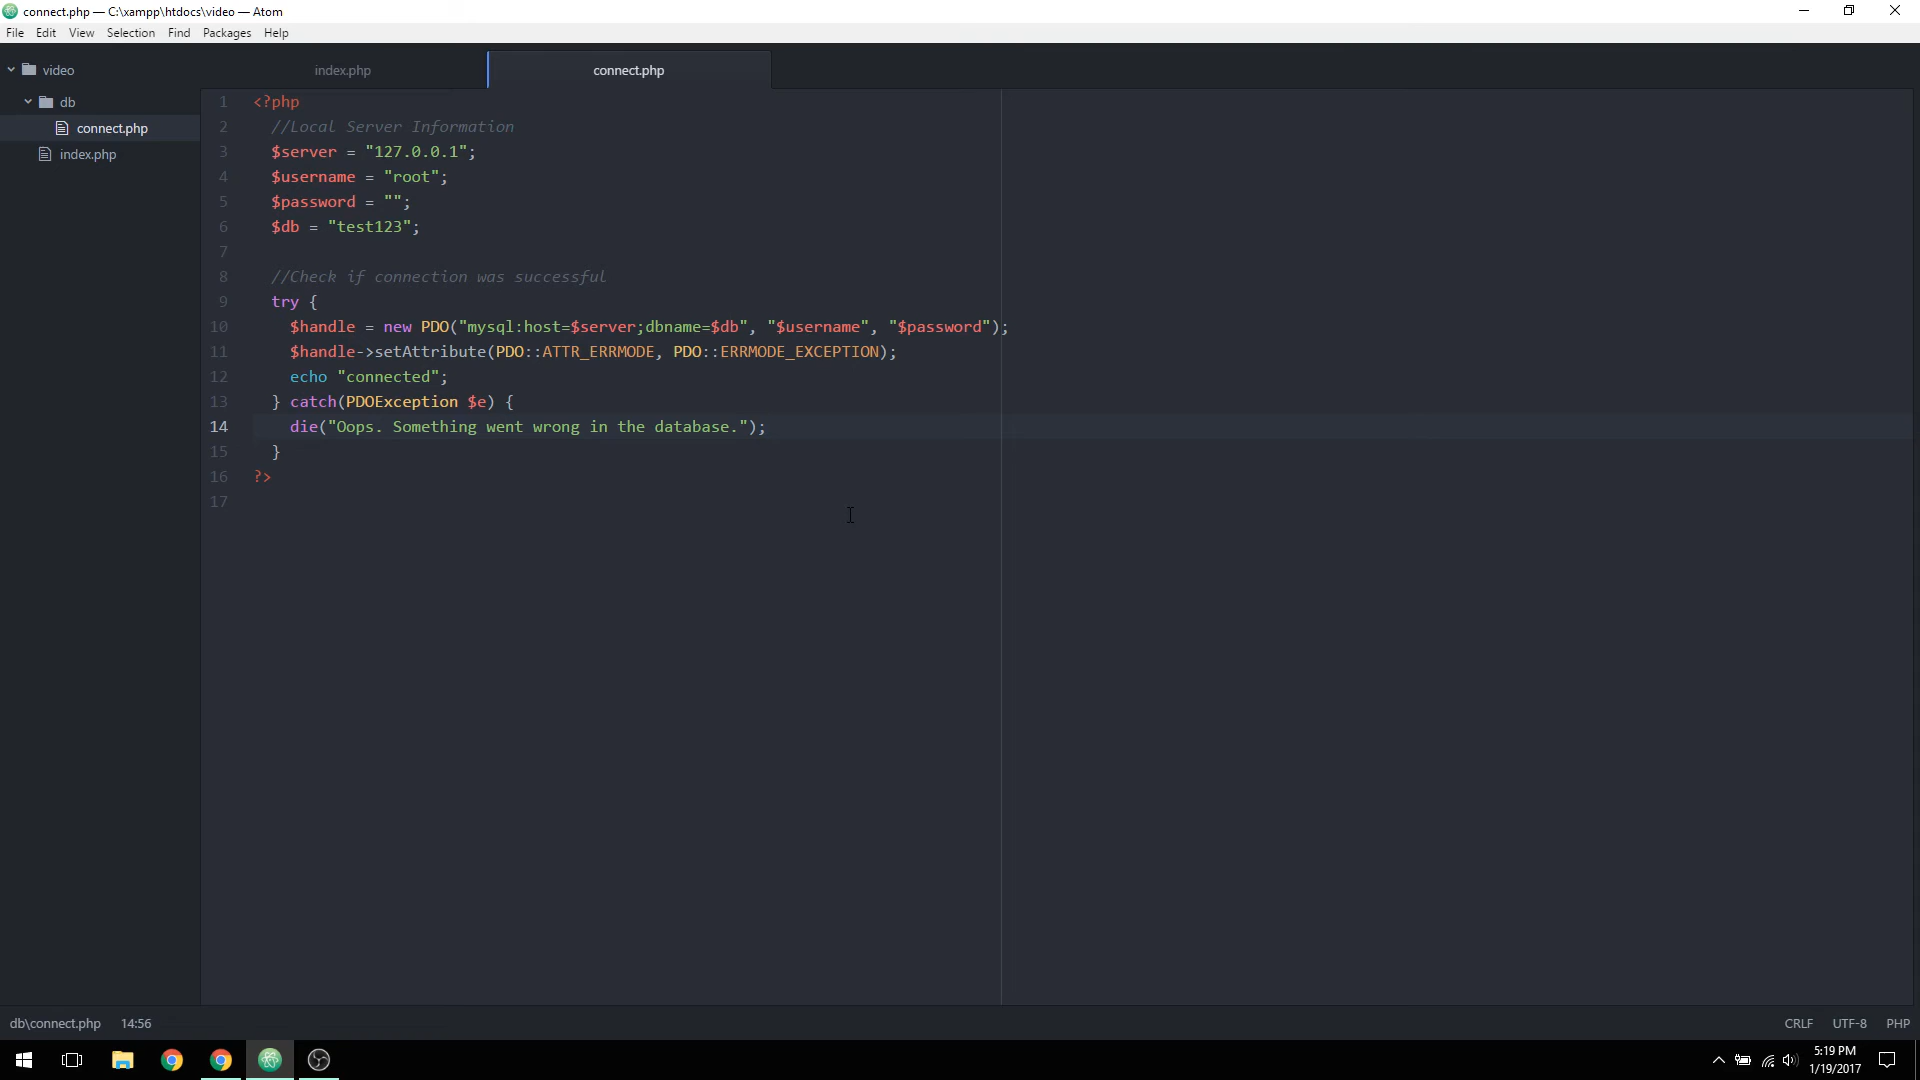 connect.php — C:\xampp\htdocs\video — Atom
File Edit View Selection Find Packages Help
video
db
connect.php
index.php
index.php connect.php
1 <?php
2 //Local Server Information
3 $server = "127.0.0.1";
4 $username = "root";
5 $password = "";
6 $db = "test123";
7
8 //Check if connection was successful
9 try {
10 $handle = new PDO("mysql:host=$server;dbname=$db", "$username", "$password");
11 $handle->setAttribute(PDO::ATTR_ERRMODE, PDO::ERRMODE_EXCEPTION);
12 echo "connected";
13 } catch(PDOException $e) {
14 die("Oops. Something went wrong in the database.");
15 }
16 ?>
17
db\connect.php 14:56 CRLF UTF-8 PHP
5:19 PM
1/19/2017